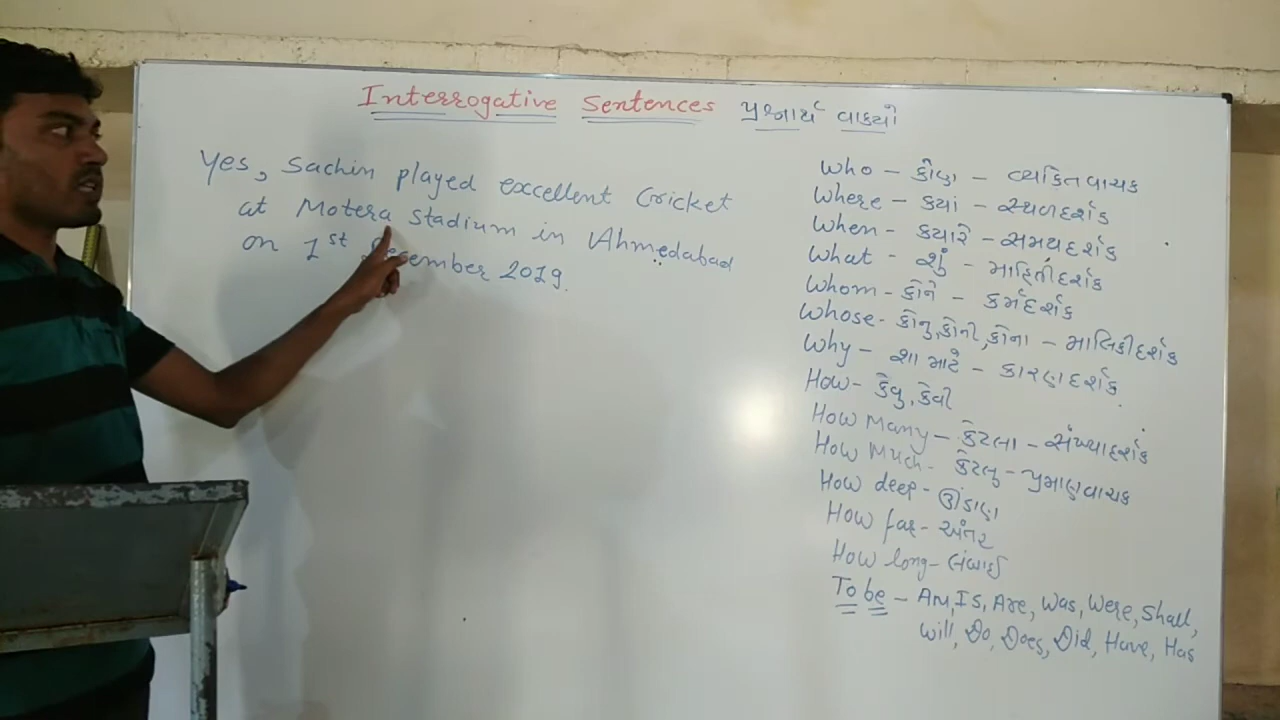 Interrogative Sentences પ્રશ્નાર્થ વાક્યો
Yes, Sachin played excellent Cricket
at Motera Stadium in Ahmedabad
on 1st December 2019.
Who - કોણ - વ્યકિતવાચક
Where - કયાં - સ્થળદર્શક
When - કયારે - સમયદર્શક
What - શું - માહિતીદર્શક
Whom - કોને - કર્મદર્શક
Whose - કોનુ, કોની, કોના - માલિકીદર્શક
Why - શા માટે - કારણદર્શક
How - કેવુ, કેવી
How Many - કેટલા - સંખ્યાદર્શક
How Much - કેટલુ - પ્રમાણવાચક
How deep - ઊંડાણ
How far - અંતર
How long - લંબાઈ
To be - Am, Is, Are, Was, Were, Shall,
Will, Do, Does, Did, Have, Has